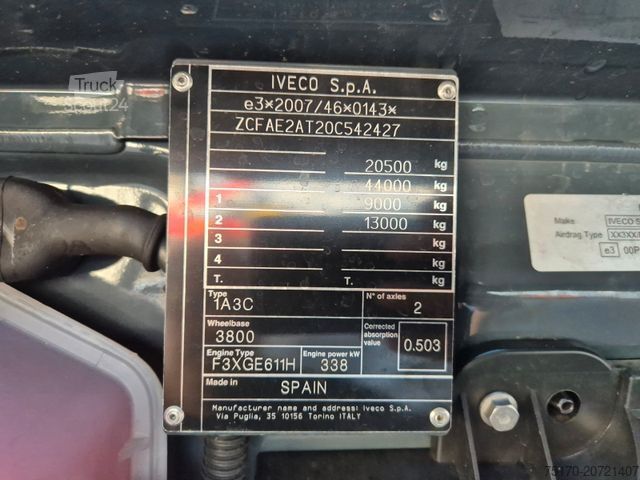 Truck
Scout24
IVECO S.p.A.
e3*2007/46*0143*
ZCFAE2AT20C542427
20500 kg
44000 kg
1 9000 kg
2 13000 kg
3 kg
4 kg
T. T. kg
Type
1A3C
N° of axles
2
Wheelbase
3800
Corrected
absorption
value
0.503
Engine Type
F3XGE611H
Engine power kW
338
Made in
SPAIN
Manufacturer name and address: Iveco S.p.A.
Via Puglia, 35 10156 Torino ITALY
Make
IVECO S
Airdrag Type
XX3XX/
e3 00P
75170-20721407